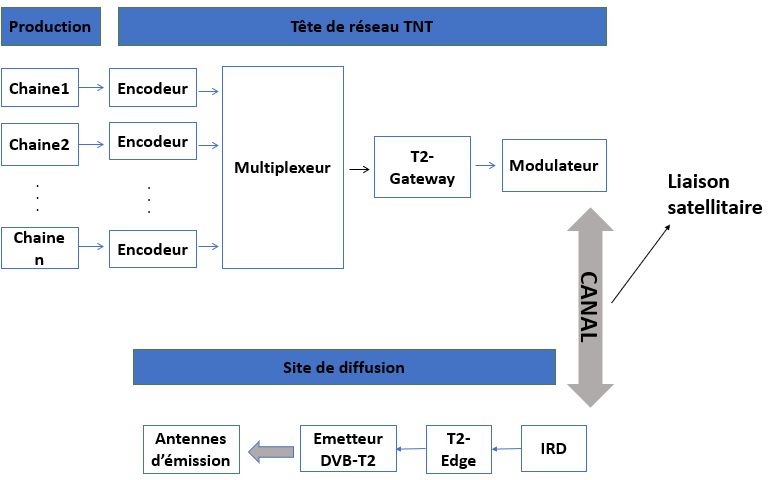 Production
Tête de réseau TNT
Chaine1
Encodeur
Chaine2
Encodeur
Multiplexeur
T2-
Gateway
Modulateur
.
.
.
.
.
.
Chaine
n
Encodeur
Liaison
satellitaire
CANAL
Site de diffusion
Antennes
d'émission
Emetteur
DVB-T2
T2-
Edge
IRD